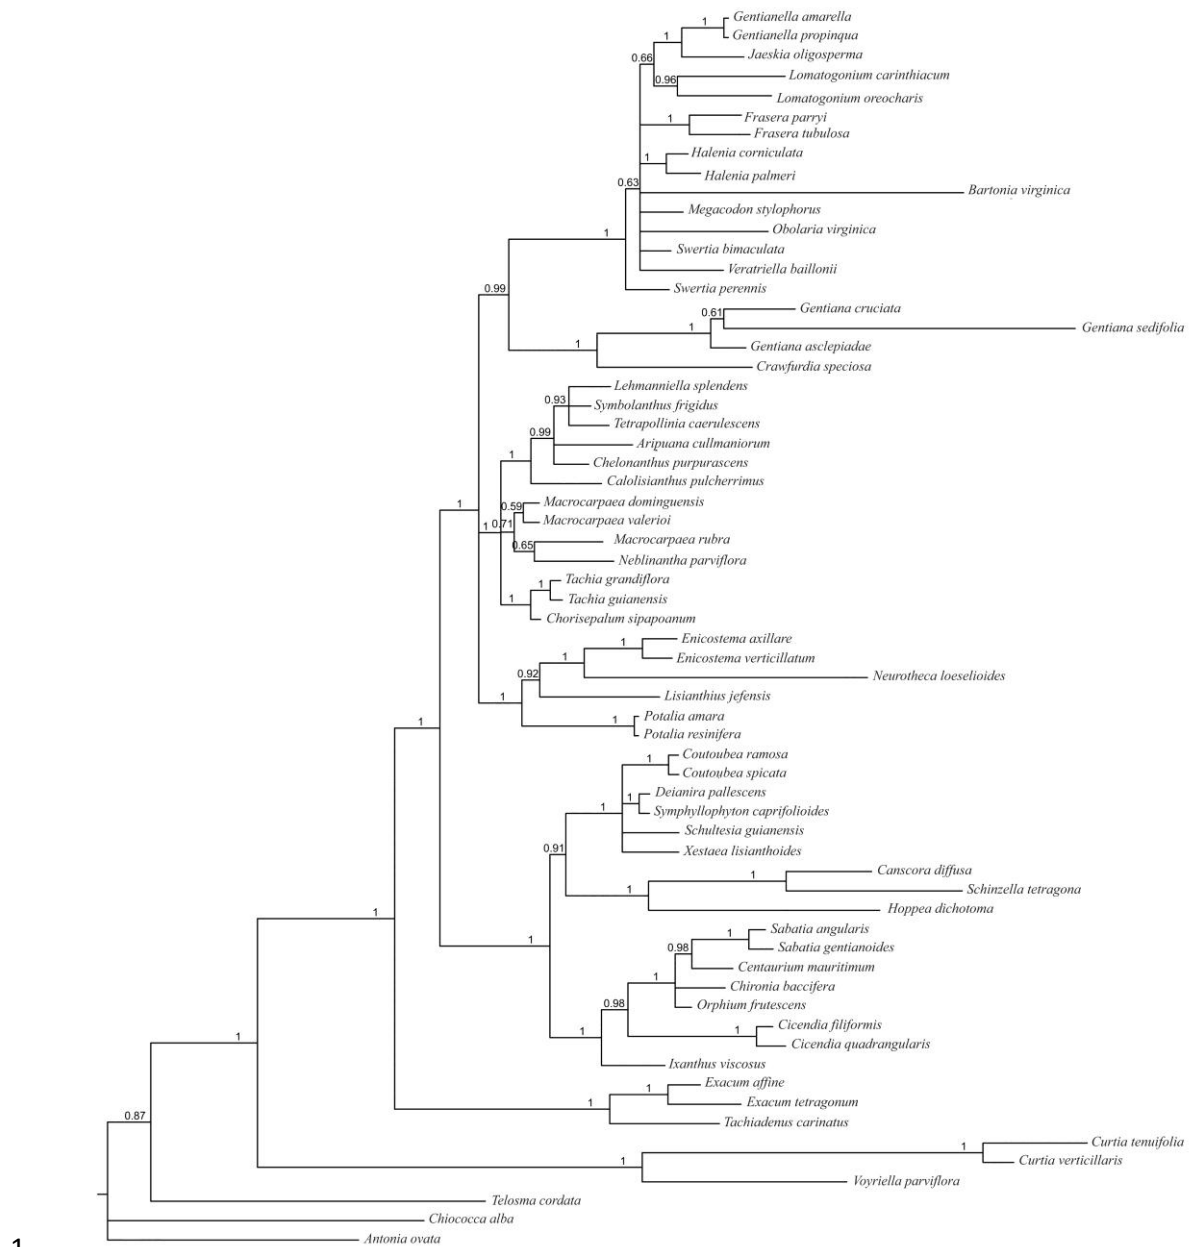 1
Gentianella amarella
Gentianella propinqua
1
Jaeskia oligosperma
0.66
Lomatogonium carinthiacum
0.96
Lomatogonium oreocharis
Frasera parryi
1
Frasera tubulosa
Halenia corniculata
1
Halenia palmeri
0.63
Bartonia virginica
Megacodon stylophorus
Obolaria virginica
1
Swertia bimaculata
Veratriella baillonii
0.99
Swertia perennis
Gentiana cruciata
0.61
Gentiana sedifolia
1
1
Gentiana asclepiadae
Crawfurdia speciosa
Lehmanniella splendens
0.93
Symbolanthus frigidus
Tetrapollinia caerulescens
0.99
Aripuana cullmaniorum
1
Chelonanthus purpurascens
Calolisianthus pulcherrimus
1
Macrocarpaea dominguensis
0.59
Macrocarpaea valerioi
1 0.71
Macrocarpaea rubra
0.65
Neblinantha parviflora
Tachia grandiflora
1
Tachia guianensis
1
Chorisepalum sipapoanum
Enicostema axillare
1
Enicostema verticillatum
1
Neurotheca loeselioides
0.92
Lisianthius jefensis
1
Potalia amara
1
Potalia resinifera
1
Coutoubea ramosa
1
Coutoubea spicata
Deianira pallescens
1
Symphyllophyton caprifolioides
1
Schultesia guianensis
Xestaea lisianthoides
0.91
Canscora diffusa
1
Schinzella tetragona
1
Hoppea dichotoma
1
Sabatia angularis
1
Sabatia gentianoides
1
0.98
Centaurium mauritimum
1
Chironia baccifera
Orphium frutescens
0.98
Cicendia filiformis
1
Cicendia quadrangularis
1
1
Ixanthus viscosus
Exacum affine
1
Exacum tetragonum
1
Tachiadenus carinatus
0.87
Curtia tenuifolia
1
Curtia verticillaris
1
Voyriella parviflora
Telosma cordata
Chiococca alba
Antonia ovata
1